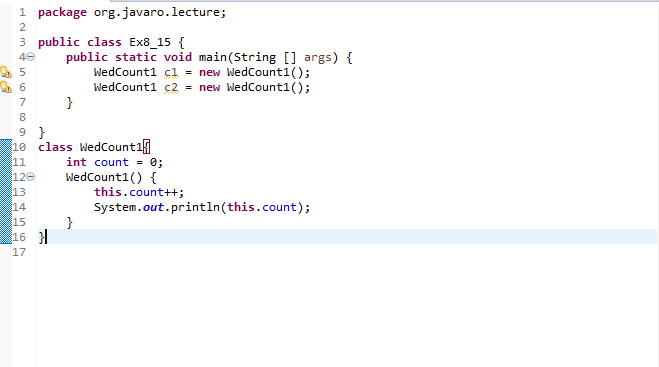 1 package org.javaro.lecture;
2
3 public class Ex8_15 {
4 public static void main(String [] args) {
5 WedCount1 c1 = new WedCount1();
6 WedCount1 c2 = new WedCount1();
7 }
8
9 }
10 class WedCount1{
11 int count = 0;
12 WedCount1() {
13 this.count++;
14 System.out.println(this.count);
15 }
16 }
17